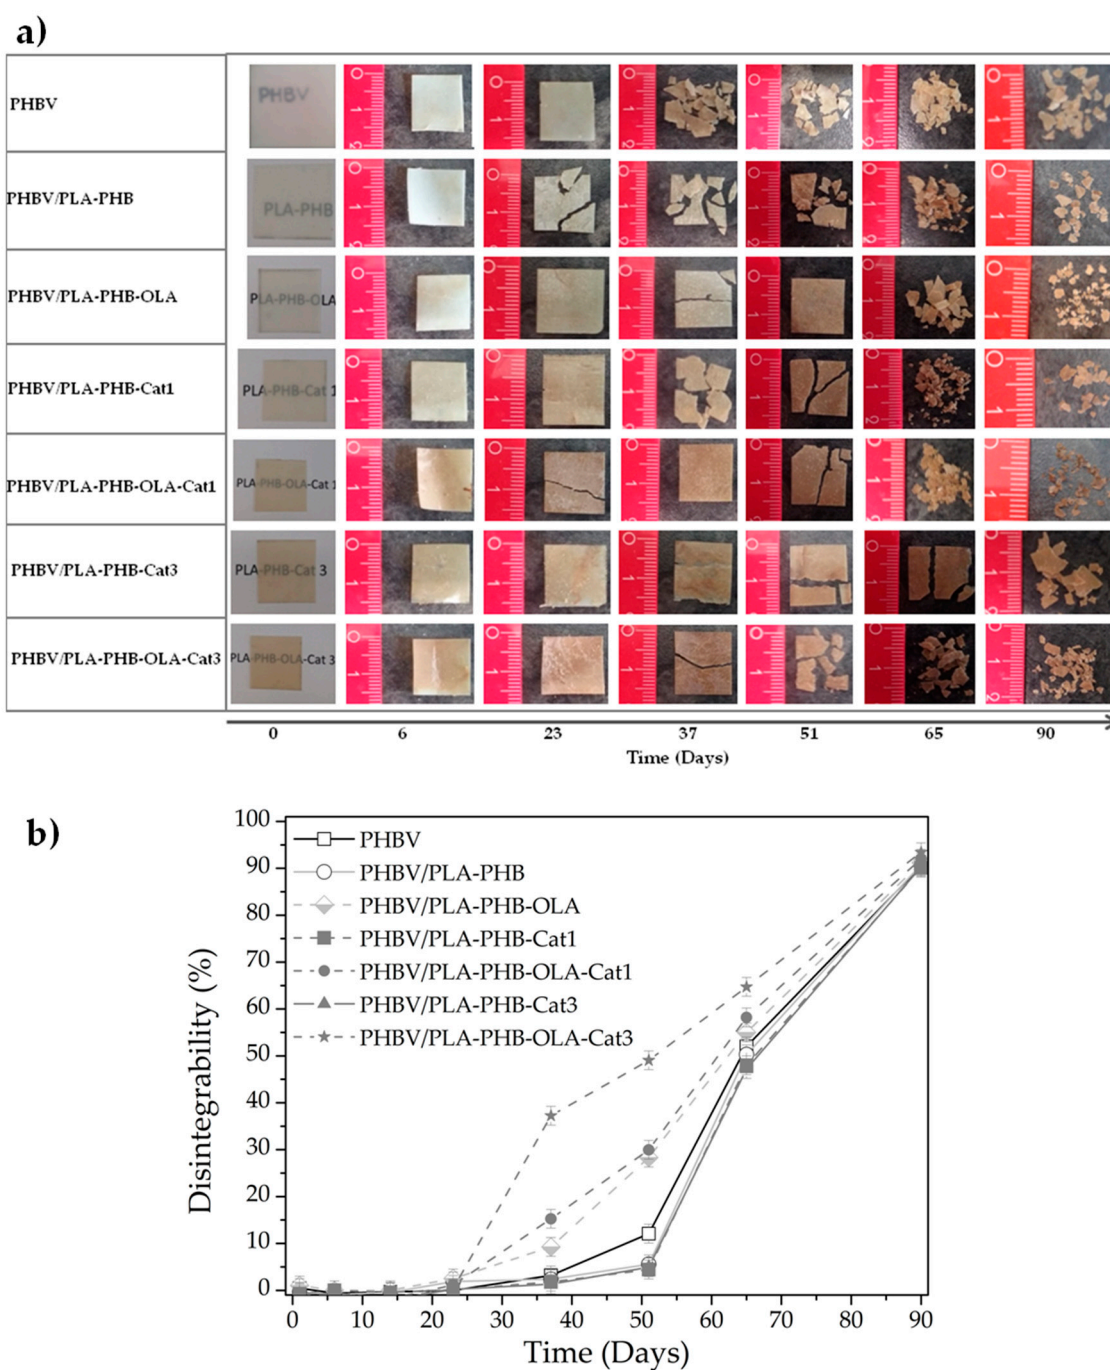 a)
PHBV
PHBV
PHBV/PLA-PHB
PLA-PHB
PHBV/PLA-PHB-OLA
PLA-PHB-OLA
PHBV/PLA-PHB-Cat1
PLA-PHB-Cat 1
PHBV/PLA-PHB-OLA-Cat1
PLA-PHB-OLA-Cat 1
PHBV/PLA-PHB-Cat3
PLA-PHB-Cat 3
PHBV/PLA-PHB-OLA-Cat3
PLA-PHB-OLA-Cat 3
0 6 23 37 51 65 90
Time (Days)
b)
PHBV
PHBV/PLA-PHB
PHBV/PLA-PHB-OLA
PHBV/PLA-PHB-Cat1
PHBV/PLA-PHB-OLA-Cat1
PHBV/PLA-PHB-Cat3
PHBV/PLA-PHB-OLA-Cat3
Disintegrability (%)
100
90
80
70
60
50
40
30
20
10
0
0 10 20 30 40 50 60 70 80 90
Time (Days)